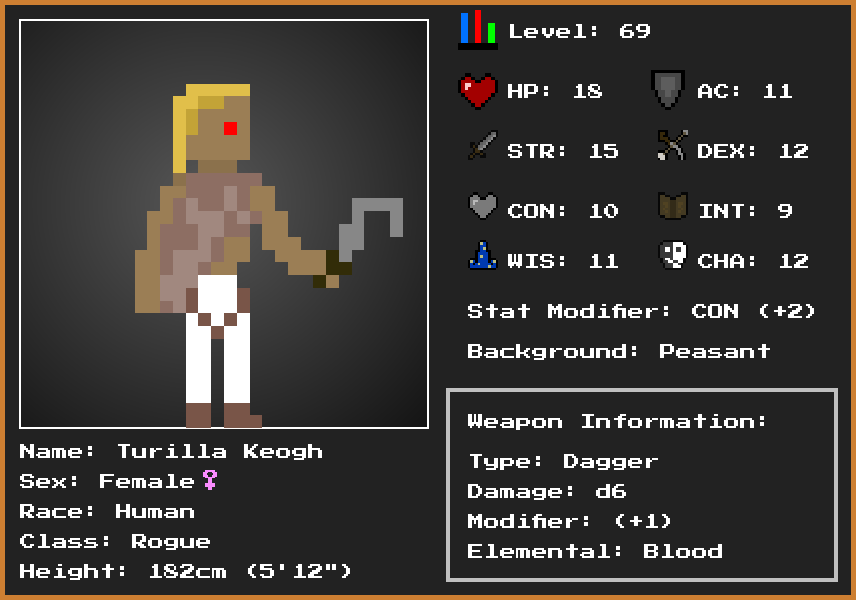 Level: 69
HP: 18 AC: 11
STR: 15 DEX: 12
CON: 10 INT: 9
WIS: 11 CHA: 12
Stat Modifier: CON (+2)
Background: Peasant
Weapon Information:
Type: Dagger
Damage: d6
Modifier: (+1)
Elemental: Blood
Name: Turilla Keogh
Sex: Female♀
Race: Human
Class: Rogue
Height: 182cm (5'12")